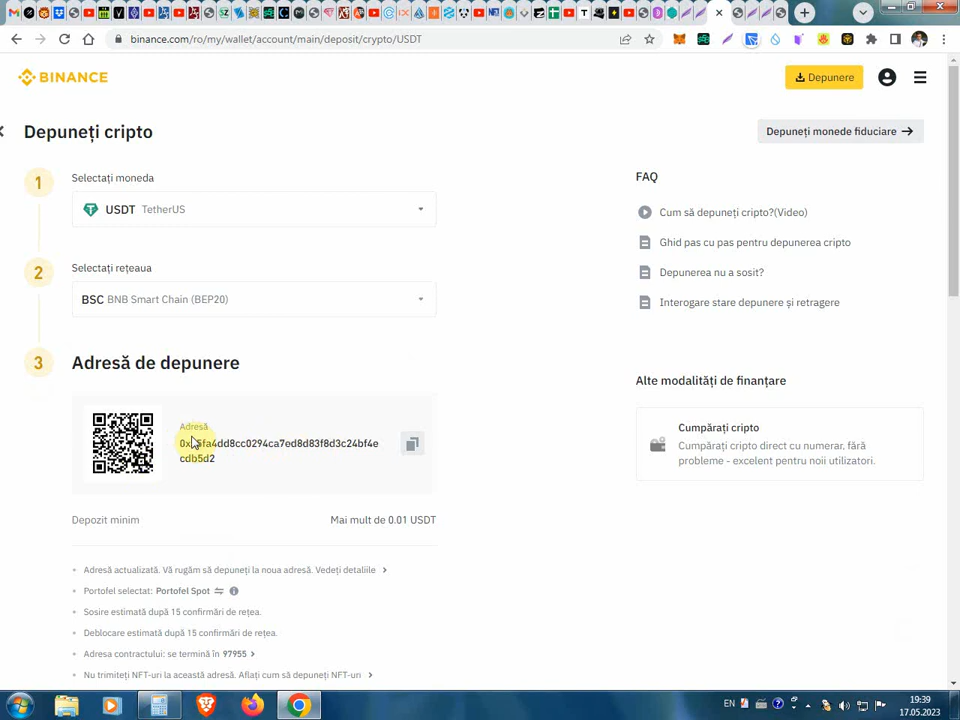 binance.com/ro/my/wallet/account/main/deposit/crypto/USDT
BINANCE
Depunere
Depuneți cripto
Depuneți monede fiduciare
1
Selectați moneda
USDT TetherUS
2
Selectați rețeaua
BSC BNB Smart Chain (BEP20)
3
Adresă de depunere
Adresă
cdb5d2
Depozit minim
Mai mult de 0.01 USDT
Adresă actualizată. Vă rugăm să depuneți la noua adresă. Vedeți detaliile
Portofel selectat: Portofel Spot
Sosire estimată după 15 confirmări de rețea.
Deblocare estimată după 15 confirmări de rețea.
Adresa contractului: se termină în 97955
Nu trimiteți NFT-uri la această adresă. Aflați cum să depuneți NFT-uri
FAQ
Cum să depuneți cripto?(Video)
Ghid pas cu pas pentru depunerea cripto
Depunerea nu a sosit?
Interogare stare depunere și retragere
Alte modalități de finanțare
Cumpărați cripto
Cumpărați cripto direct cu numerar, fără
probleme - excelent pentru noii utilizatori.
EN
19:39
17.05.2023